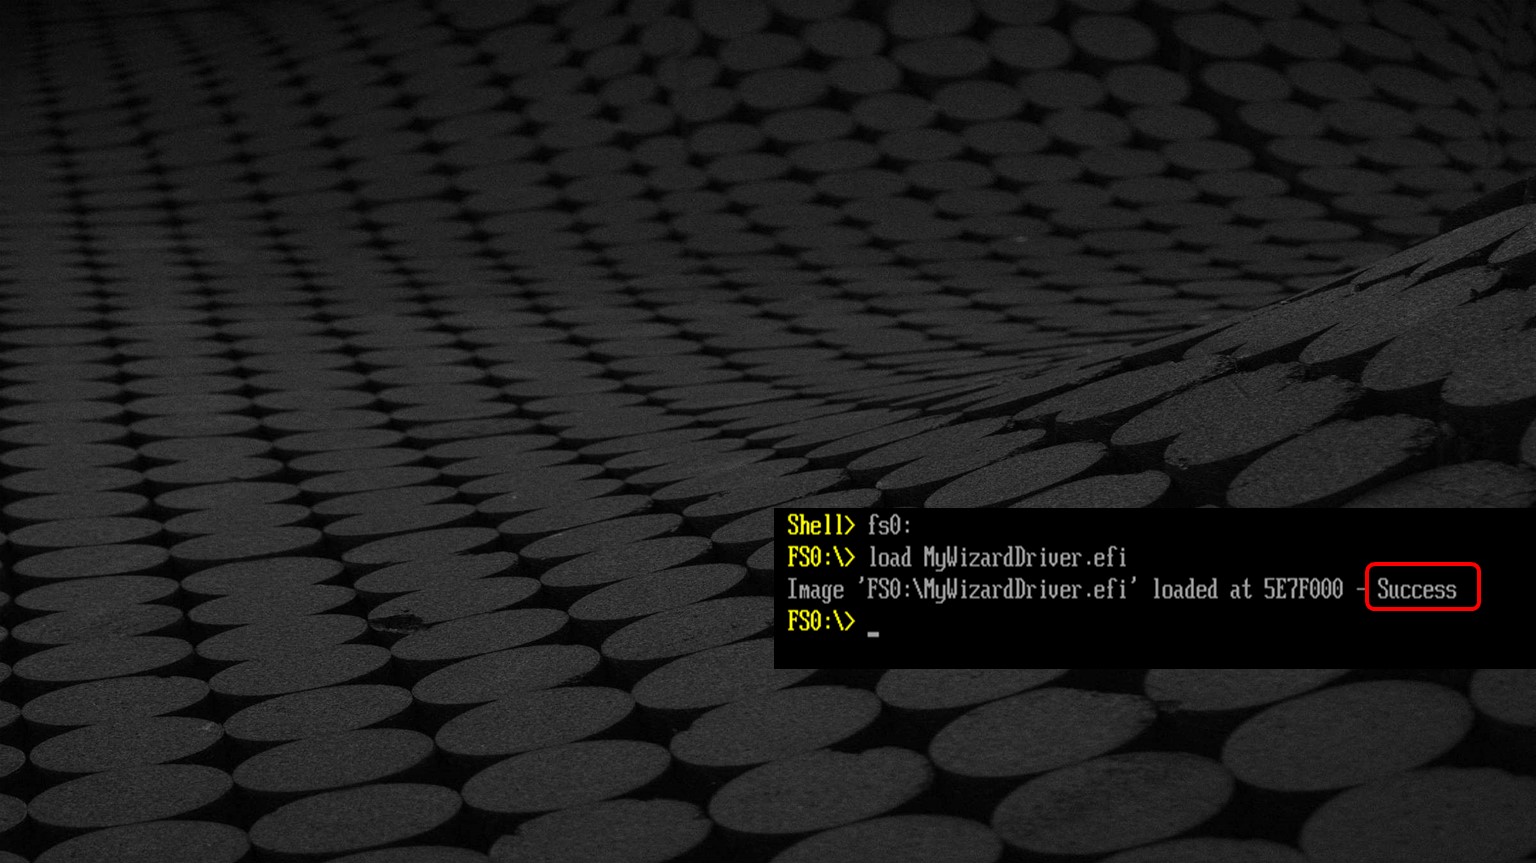 Shell> fs0:
FS0:\> load MyWizardDriver.efi
Image 'FS0:\MyWizardDriver.efi' loaded at 5E7F000 - Success
FS0:\> _